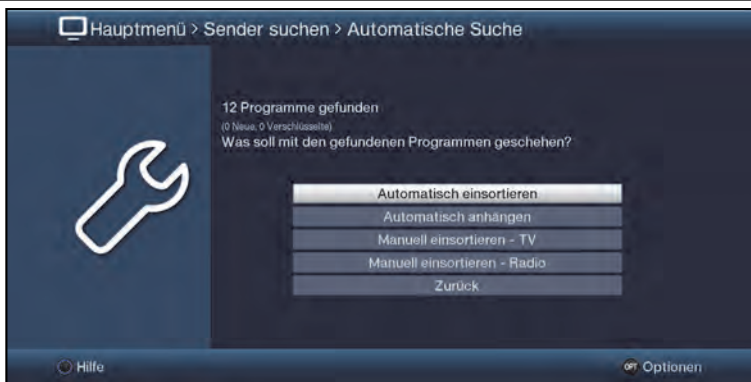 Hauptmenü > Sender suchen > Automatische Suche
12 Programme gefunden
(0 Neue, 0 Verschlüsselte)
Was soll mit den gefundenen Programmen geschehen?
Automatisch einsortieren
Automatisch anhängen
Manuell einsortieren - TV
Manuell einsortieren - Radio
Zurück
Hilfe
OPT Optionen